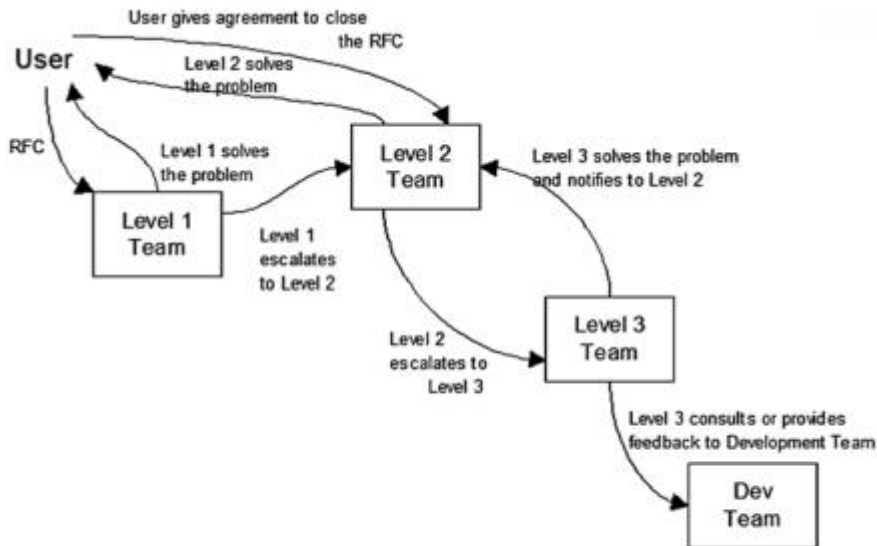 User gives agreement to close
the RFC
User
Level 2 solves
the problem
RFC
Level 1 solves
the problem
Level 2
Team
Level 3 solves the problem
and notifies to Level 2
Level 1
Team
Level 1
escalates
to Level 2
Level 3
Team
Level 2
escalates to
Level 3
Level 3 consults or provides
feedback to Development Team
Dev
Team